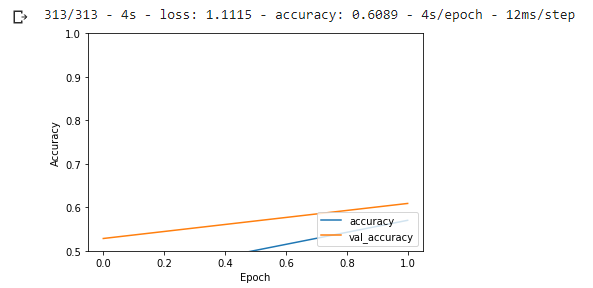 313/313 - 4s - loss: 1.1115 - accuracy: 0.6089 - 4s/epoch - 12ms/step
1.0
0.9
0.8
0.7
0.6
0.5
Accuracy
accuracy
val_accuracy
0.0 0.2 0.4 0.6 0.8 1.0
Epoch